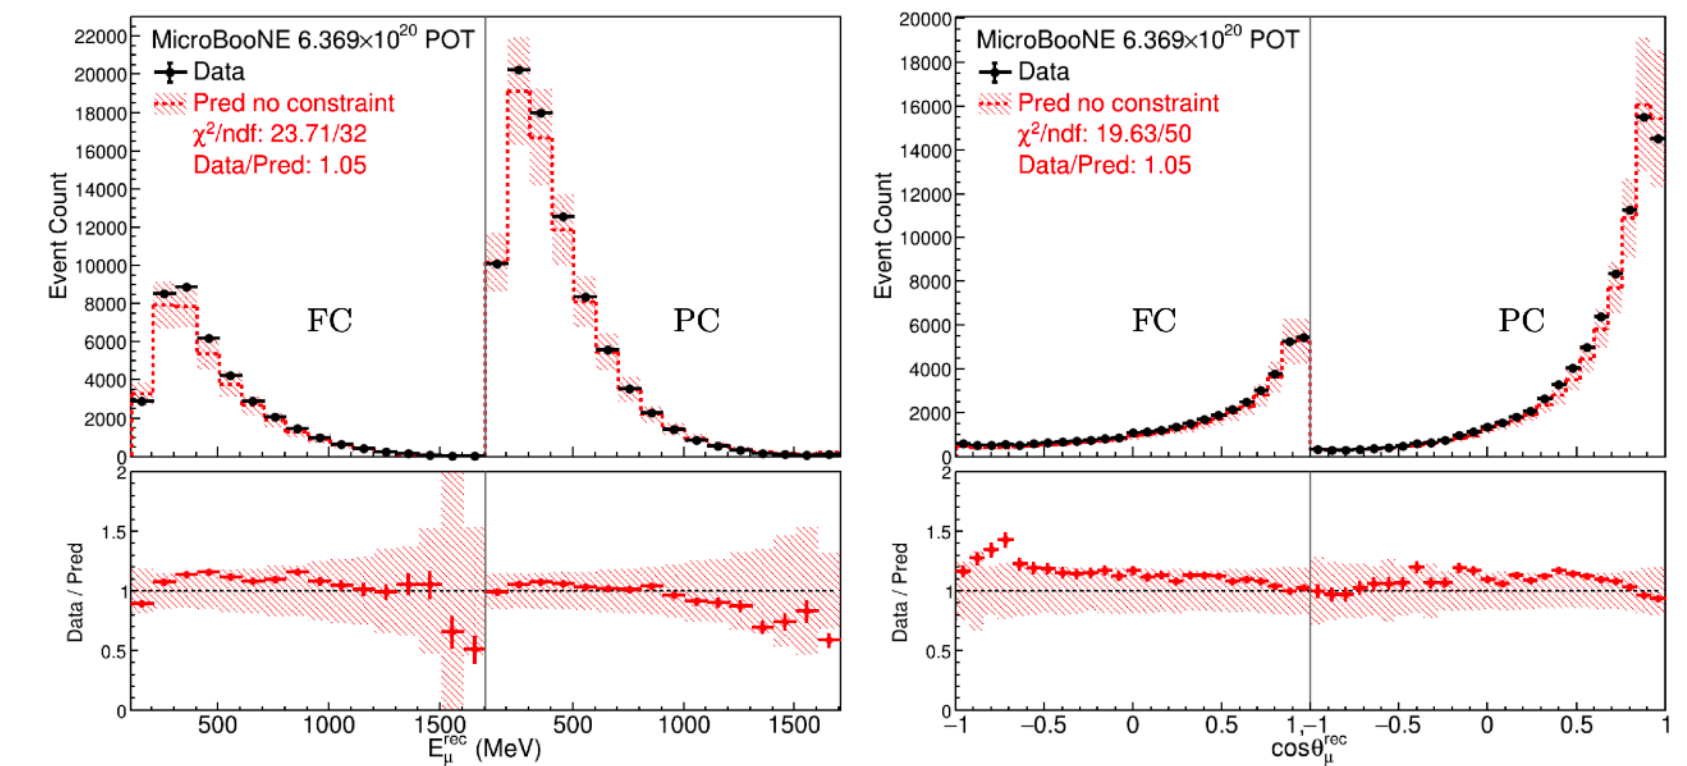 MicroBooNE 6.369×10²⁰ POT
Data
Pred no constraint
χ²/ndf: 23.71/32
Data/Pred: 1.05
Event Count
22000
20000
18000
16000
14000
12000
10000
8000
6000
4000
2000
0
FC
PC
Data / Pred
2
1.5
1
0.5
0
500 1000 1500 500 1000 1500
E_μ^rec (MeV)
MicroBooNE 6.369×10²⁰ POT
Data
Pred no constraint
χ²/ndf: 19.63/50
Data/Pred: 1.05
Event Count
20000
18000
16000
14000
12000
10000
8000
6000
4000
2000
0
FC
PC
Data / Pred
2
1.5
1
0.5
0
−1 −0.5 0 0.5 1,−1 −0.5 0 0.5 1
cosθ_μ^rec